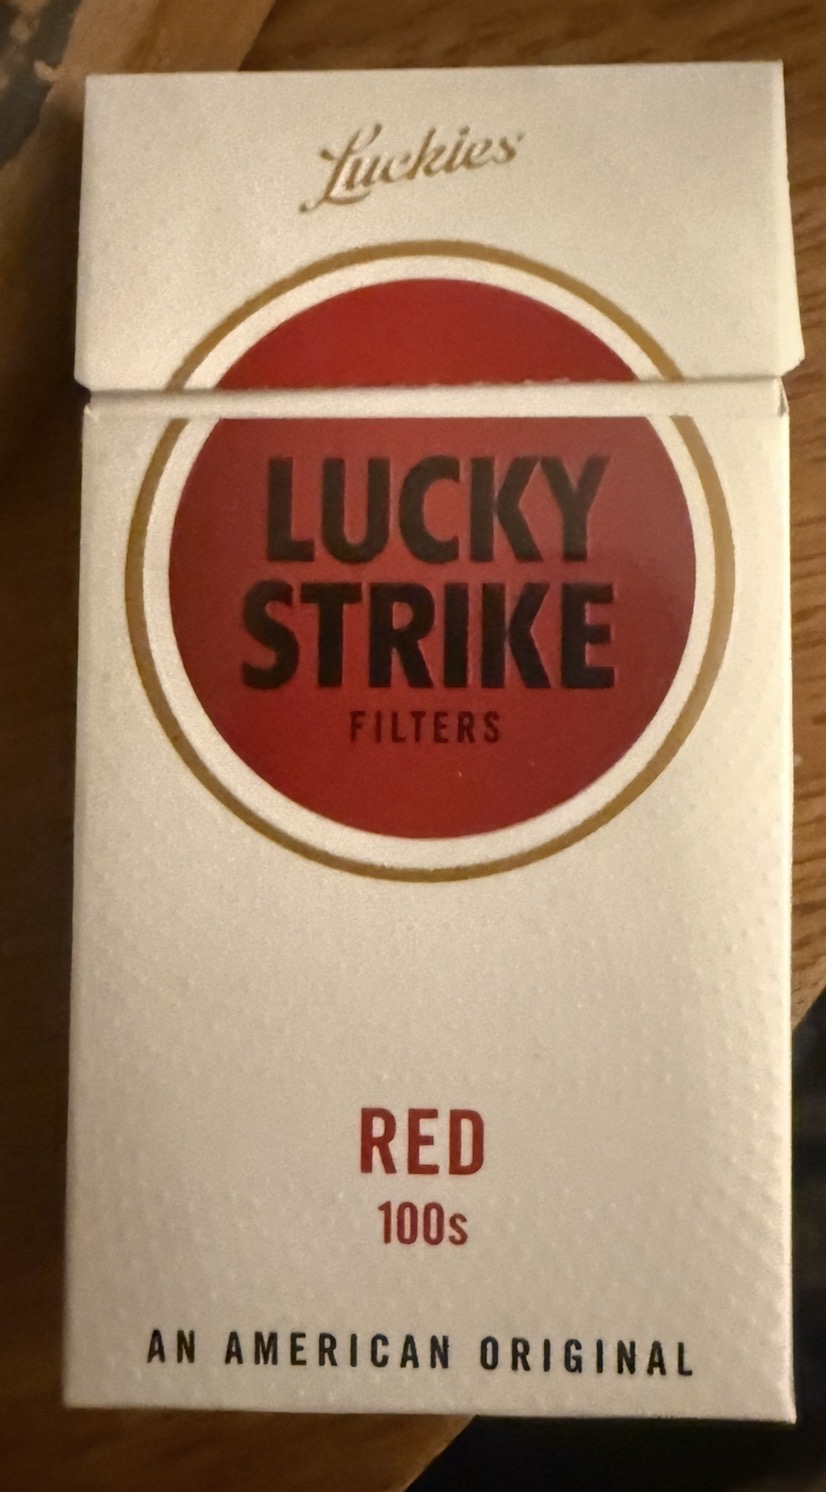 Luckies
LUCKY
STRIKE
FILTERS
RED
100s
AN AMERICAN ORIGINAL